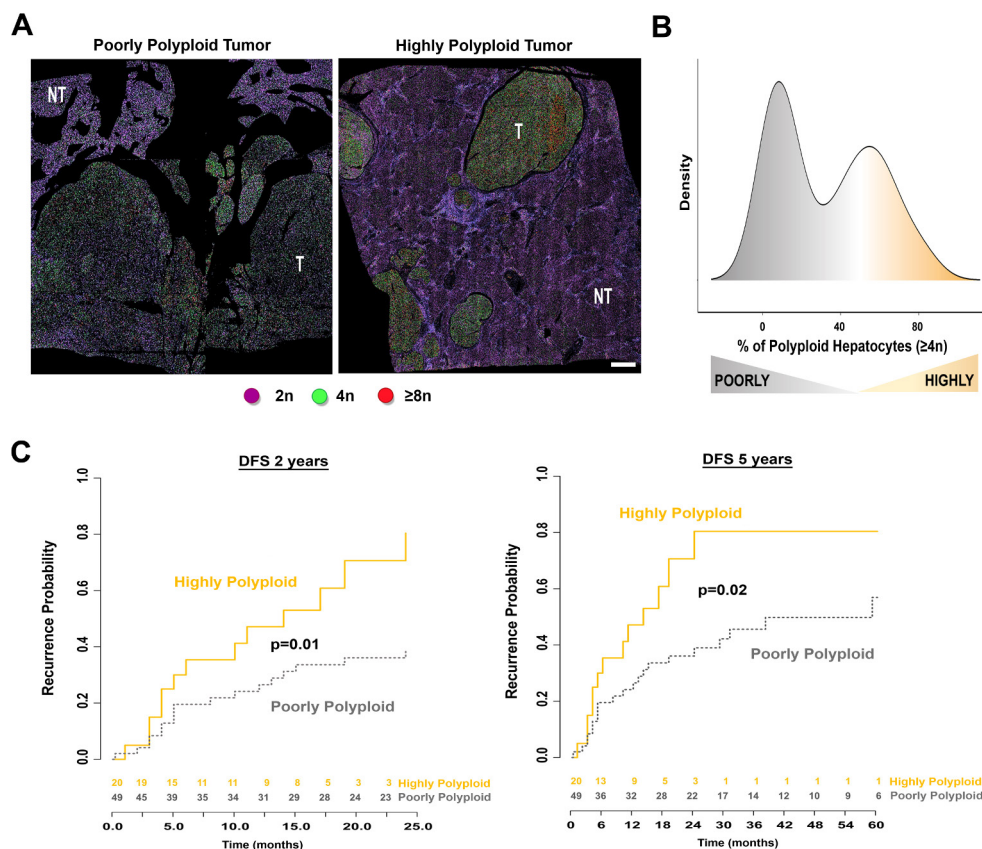 A
Poorly Polyploid Tumor
Highly Polyploid Tumor
NT
T
T
NT
2n
4n
≥8n
B
Density
0
40
80
% of Polyploid Hepatocytes (≥4n)
POORLY
HIGHLY
C
DFS 2 years
Recurrence Probability
1.0
0.8
0.6
0.4
0.2
0.0
Highly Polyploid
p=0.01
Poorly Polyploid
20 19 15 11 11 9 8 5 3 3 Highly Polyploid
49 45 39 35 34 31 29 28 24 23 Poorly Polyploid
0.0 5.0 10.0 15.0 20.0 25.0
Time (months)
DFS 5 years
Recurrence Probability
1.0
0.8
0.6
0.4
0.2
0.0
Highly Polyploid
p=0.02
Poorly Polyploid
20 13 9 5 3 1 1 1 1 1 1 Highly Polyploid
49 36 32 28 22 17 14 12 10 9 6 Poorly Polyploid
0 6 12 18 24 30 36 42 48 54 60
Time (months)